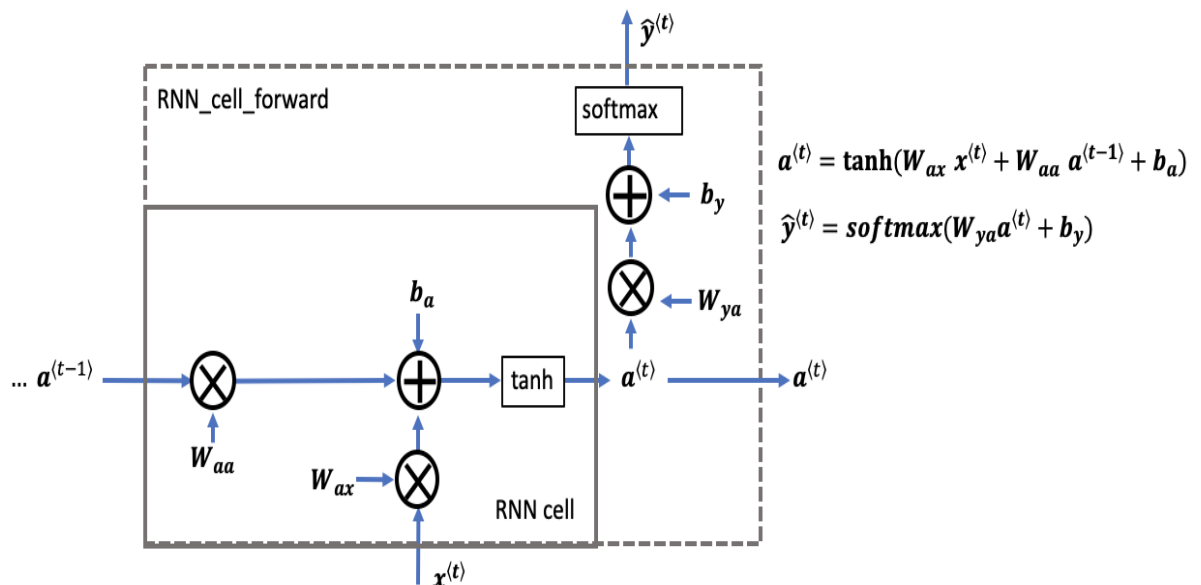 ŷ⟨t⟩
RNN_cell_forward
softmax
a⟨t⟩ = tanh(W_ax x⟨t⟩ + W_aa a⟨t−1⟩ + b_a)
b_y
ŷ⟨t⟩ = softmax(W_ya a⟨t⟩ + b_y)
b_a
W_ya
... a⟨t−1⟩
tanh
a⟨t⟩
a⟨t⟩
W_aa
W_ax
RNN cell
x⟨t⟩